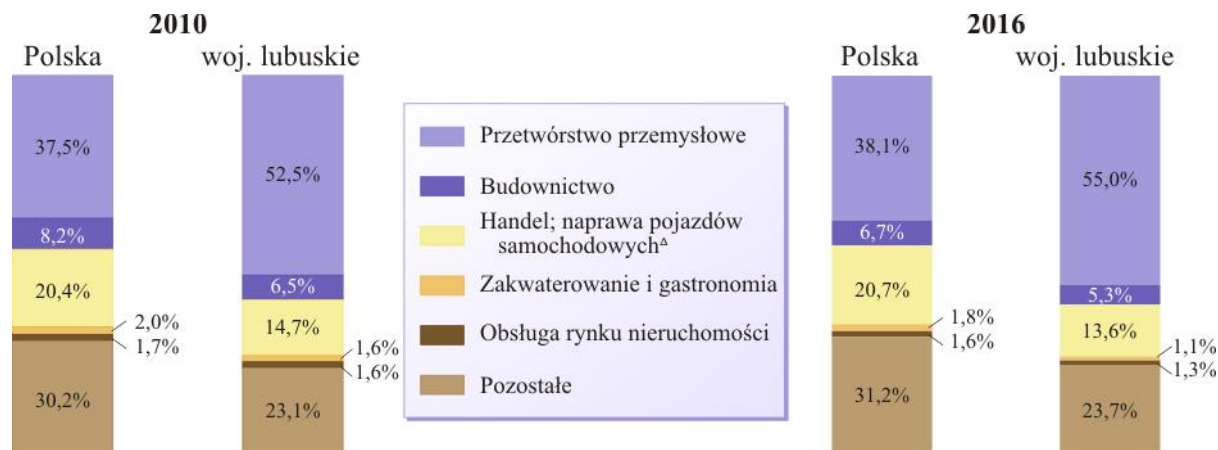 2010
Polska
woj. lubuskie
37,5%
8,2%
20,4%
2,0%
1,7%
30,2%
52,5%
6,5%
14,7%
1,6%
1,6%
23,1%
Przetwórstwo przemysłowe
Budownictwo
Handel; naprawa pojazdów
samochodowychᐞ
Zakwaterowanie i gastronomia
Obsługa rynku nieruchomości
Pozostałe
2016
Polska
woj. lubuskie
38,1%
6,7%
20,7%
1,8%
1,6%
31,2%
55,0%
5,3%
13,6%
1,1%
1,3%
23,7%